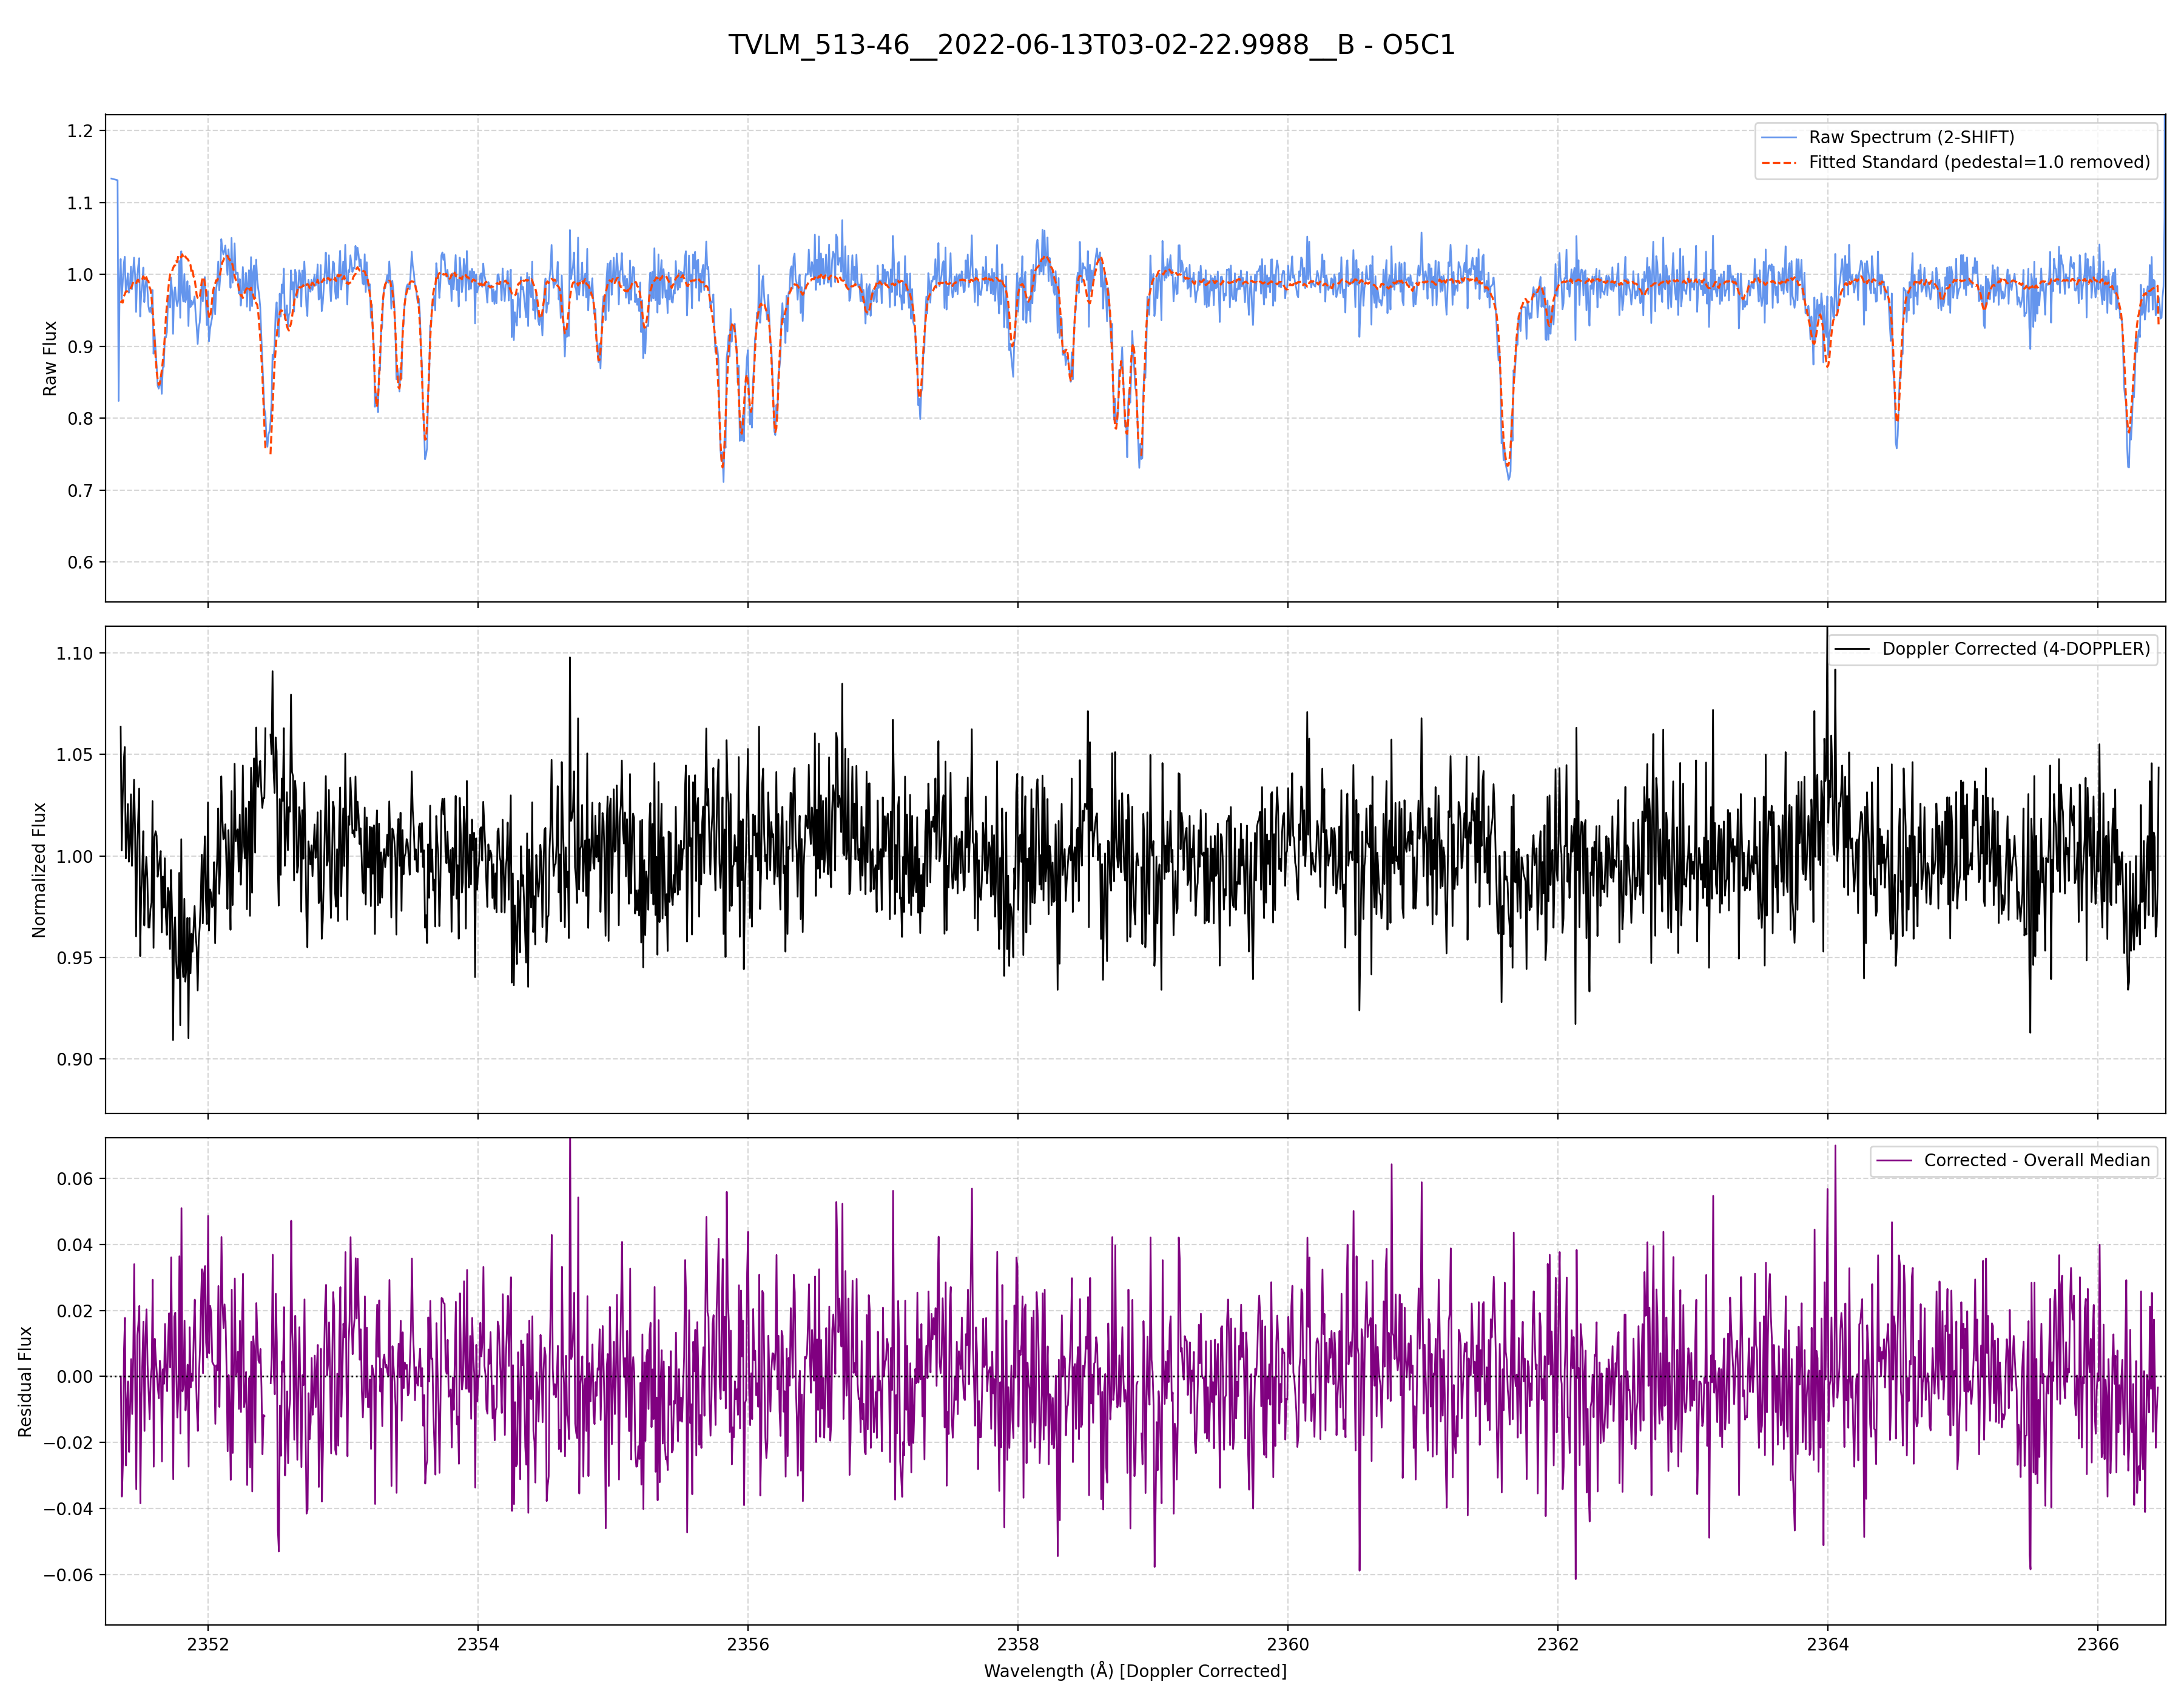 TVLM_513-46__2022-06-13T03-02-22.9988__B - O5C1
Raw Flux
1.2
1.1
1.0
0.9
0.8
0.7
0.6
Raw Spectrum (2-SHIFT)
Fitted Standard (pedestal=1.0 removed)
Normalized Flux
1.10
1.05
1.00
0.95
0.90
Doppler Corrected (4-DOPPLER)
Residual Flux
0.06
0.04
0.02
0.00
−0.02
−0.04
−0.06
Corrected - Overall Median
2352 2354 2356 2358 2360 2362 2364 2366
Wavelength (Å) [Doppler Corrected]